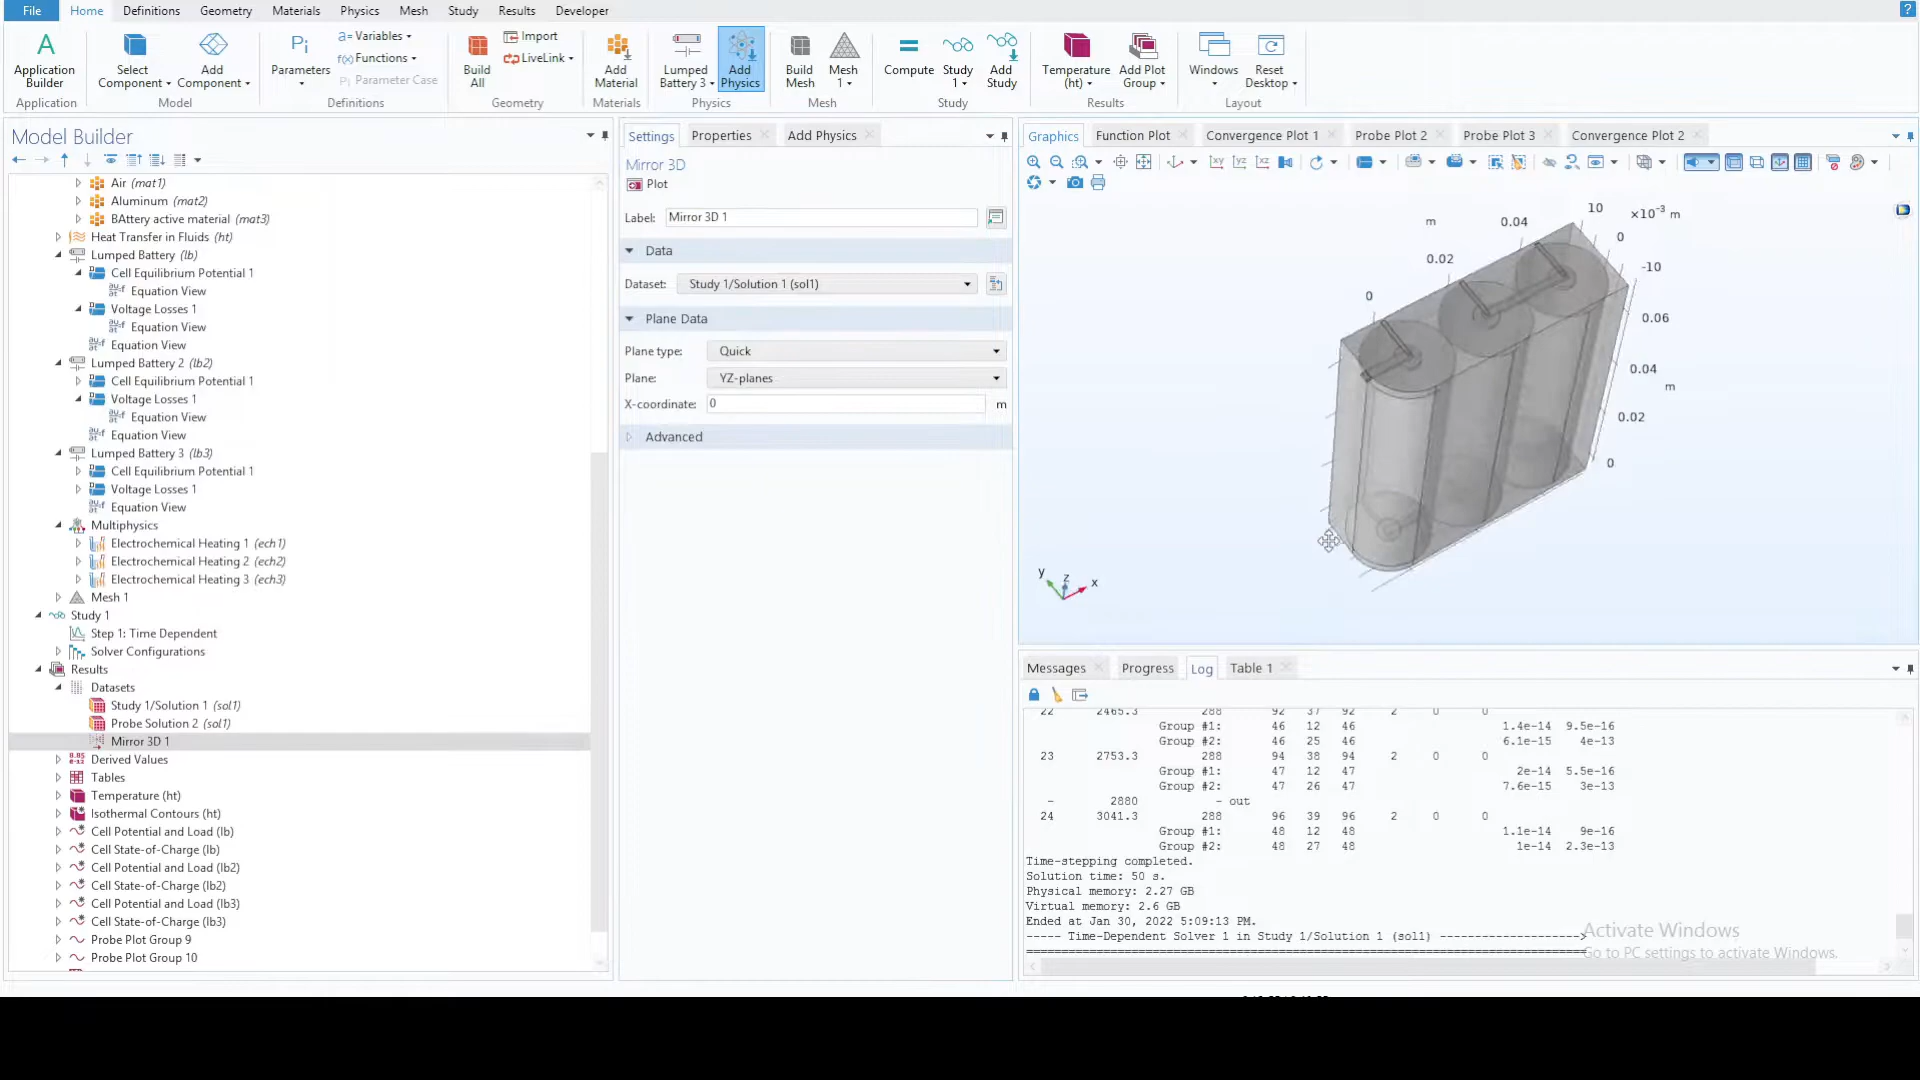 File Home Definitions Geometry Materials Physics Mesh Study Results Developer
?
Application Builder
Application
Select Component
Add Component
Model
Pi
Parameters
a= Variables
f(x) Functions
Pi Parameter Case
Definitions
Build All
Import
LiveLink
Geometry
Add Material
Materials
Lumped Battery 3
Add Physics
Physics
Build Mesh
Mesh 1
Mesh
Compute
Study 1
Add Study
Study
Temperature (ht)
Add Plot Group
Results
Windows
Reset Desktop
Layout
Model Builder
Air (mat1)
Aluminum (mat2)
BAttery active material (mat3)
Heat Transfer in Fluids (ht)
Lumped Battery (lb)
Cell Equilibrium Potential 1
Equation View
Voltage Losses 1
Equation View
Equation View
Lumped Battery 2 (lb2)
Cell Equilibrium Potential 1
Voltage Losses 1
Equation View
Equation View
Lumped Battery 3 (lb3)
Cell Equilibrium Potential 1
Voltage Losses 1
Equation View
Multiphysics
Electrochemical Heating 1 (ech1)
Electrochemical Heating 2 (ech2)
Electrochemical Heating 3 (ech3)
Mesh 1
Study 1
Step 1: Time Dependent
Solver Configurations
Results
Datasets
Study 1/Solution 1 (sol1)
Probe Solution 2 (sol1)
Mirror 3D 1
Derived Values
Tables
Temperature (ht)
Isothermal Contours (ht)
Cell Potential and Load (lb)
Cell State-of-Charge (lb)
Cell Potential and Load (lb2)
Cell State-of-Charge (lb2)
Cell Potential and Load (lb3)
Cell State-of-Charge (lb3)
Probe Plot Group 9
Probe Plot Group 10
Settings Properties Add Physics
Mirror 3D
Plot
Label: Mirror 3D 1
Data
Dataset: Study 1/Solution 1 (sol1)
Plane Data
Plane type: Quick
Plane: YZ-planes
X-coordinate: 0 m
Advanced
Graphics Function Plot Convergence Plot 1 Probe Plot 2 Probe Plot 3 Convergence Plot 2
xy yz xz
10 ×10⁻³ m
m 0.04 0
0.02 -10
0
0.06
0.04
m
0.02
0
y z x
Messages Progress Log Table 1
22 2465.3 288 92 37 92 2 0 0
Group #1: 46 12 46 1.4e-14 9.5e-16
Group #2: 46 25 46 6.1e-15 4e-13
23 2753.3 288 94 38 94 2 0 0
Group #1: 47 12 47 2e-14 5.5e-16
Group #2: 47 26 47 7.6e-15 3e-13
- 2880 - out
24 3041.3 288 96 39 96 2 0 0
Group #1: 48 12 48 1.1e-14 9e-16
Group #2: 48 27 48 1e-14 2.3e-13
Time-stepping completed.
Solution time: 50 s.
Physical memory: 2.27 GB
Virtual memory: 2.6 GB
Ended at Jan 30, 2022 5:09:13 PM.
----- Time-Dependent Solver 1 in Study 1/Solution 1 (sol1) -------------------->
Activate Windows
Go to PC settings to activate Windows.